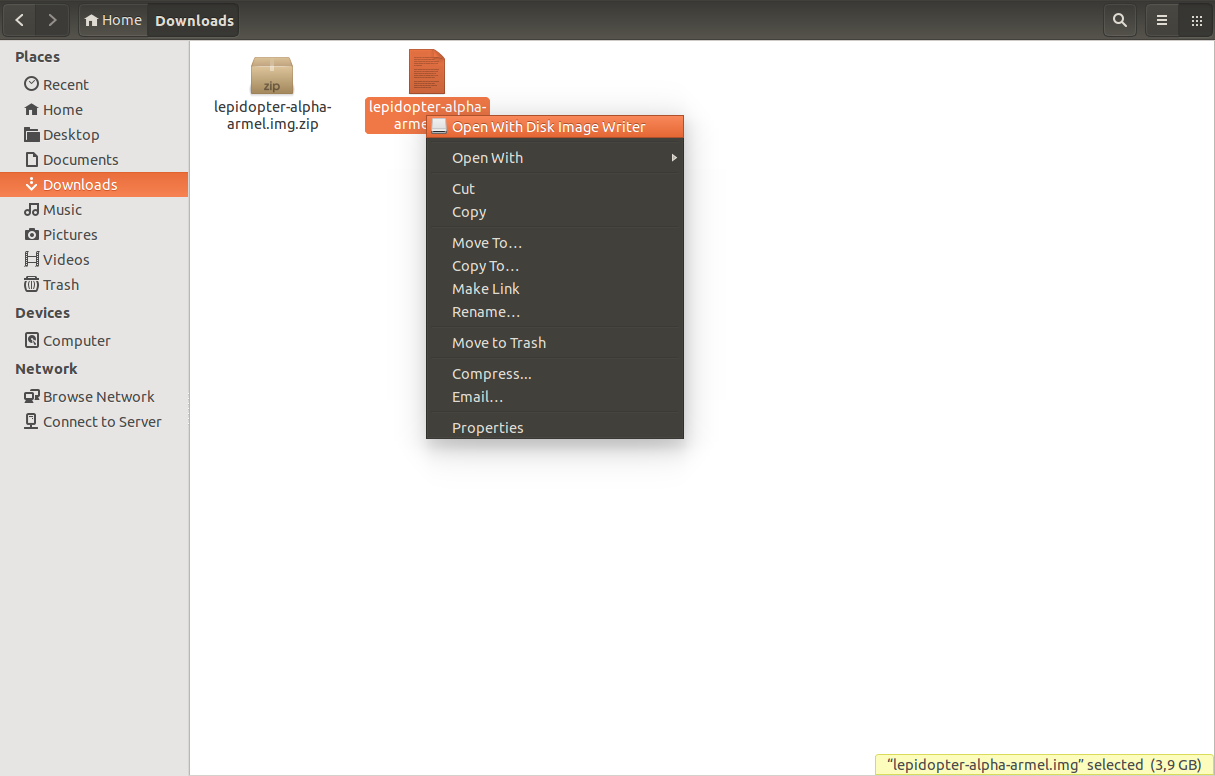 Home Downloads
Places
Recent
Home
Desktop
Documents
Downloads
Music
Pictures
Videos
Trash
Devices
Computer
Network
Browse Network
Connect to Server
zip
lepidopter-alpha-
armel.img.zip
lepidopter-alpha-
arme
Open With Disk Image Writer
Open With
Cut
Copy
Move To…
Copy To…
Make Link
Rename…
Move to Trash
Compress...
Email…
Properties
“lepidopter-alpha-armel.img” selected (3,9 GB)